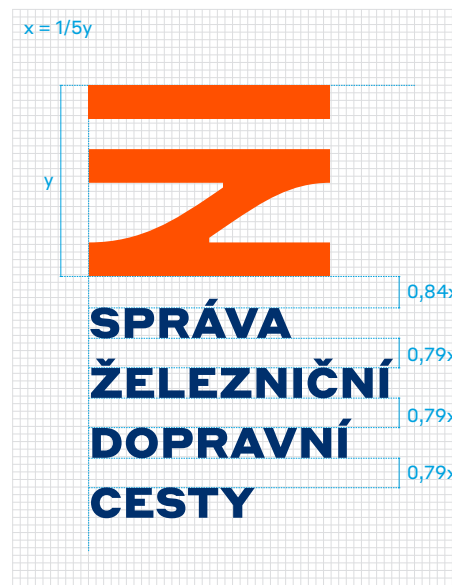 x = 1/5y
y
0,84x
SPRÁVA
0,79x
ŽELEZNIČNÍ
0,79x
DOPRAVNÍ
0,79x
CESTY